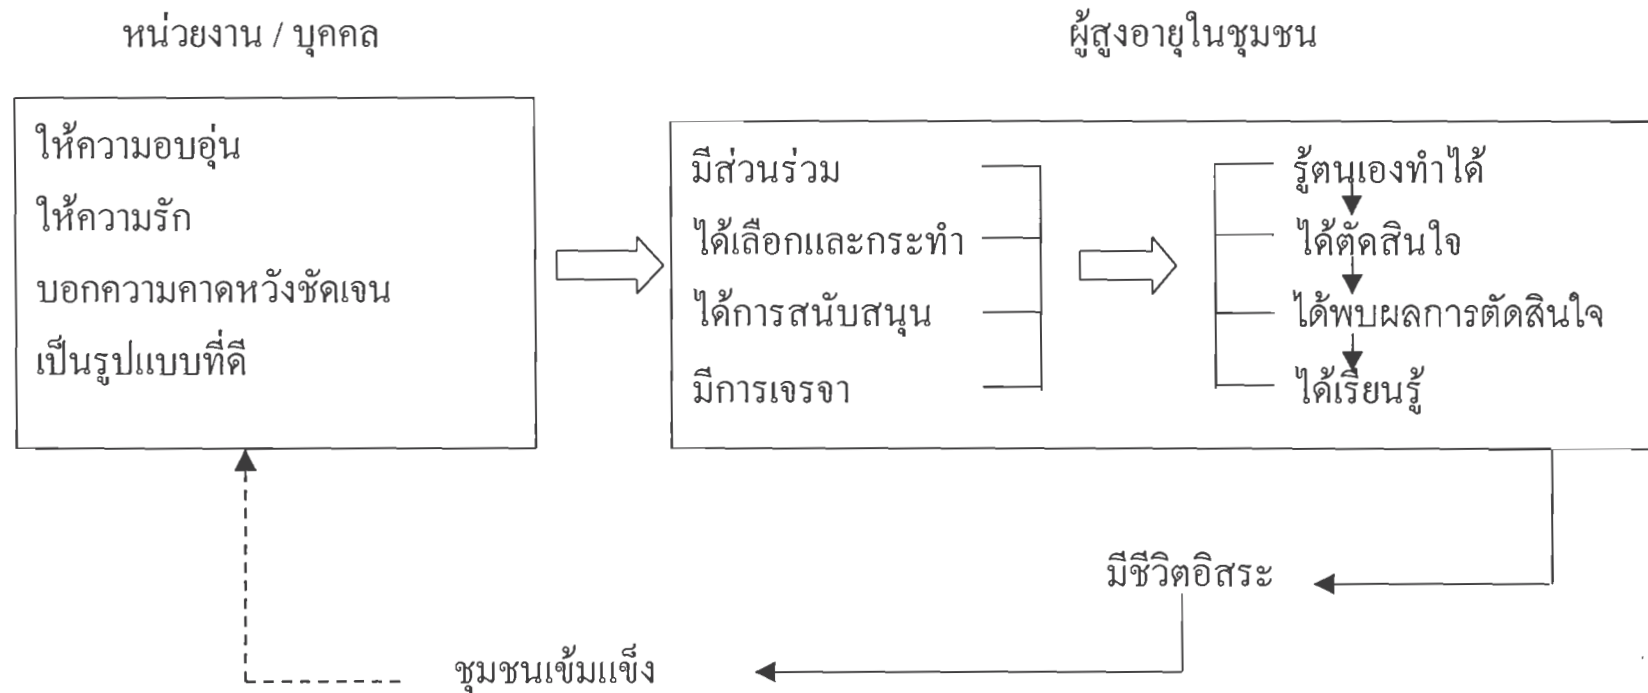 หน่วยงาน / บุคคล
ผู้สูงอายุในชุมชน
ให้ความอบอุ่น
ให้ความรัก
บอกความคาดหวังชัดเจน
เป็นรูปแบบที่ดี
มีส่วนร่วม
ได้เลือกและกระทำ
ได้การสนับสนุน
มีการเจรจา
รู้ตนเองทำได้
ได้ตัดสินใจ
ได้พบผลการตัดสินใจ
ได้เรียนรู้
มีชีวิตอิสระ
ชุมชนเข้มแข็ง